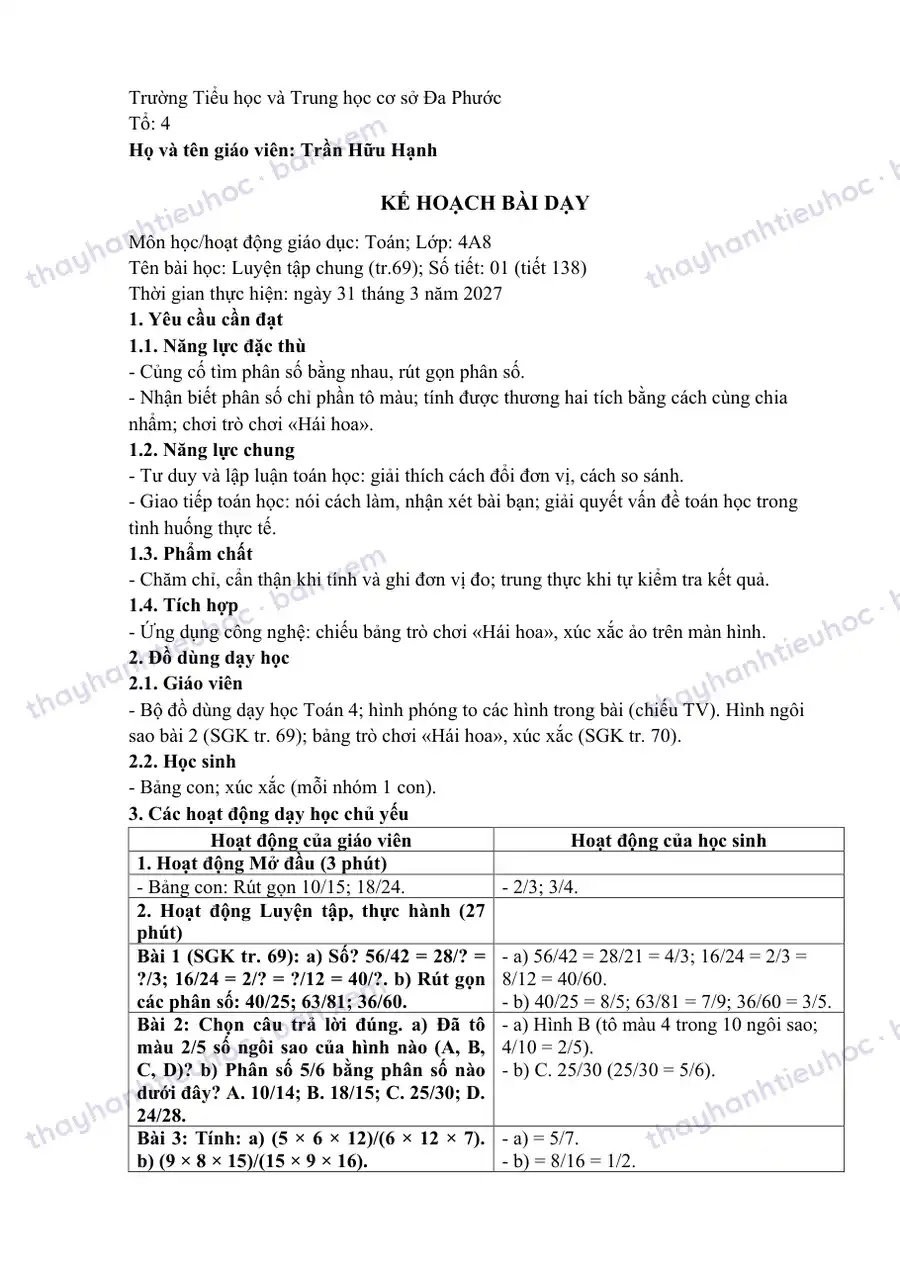 Trường Tiểu học và Trung học cơ sở Đa Phước
Tổ: 4
Họ và tên giáo viên: Trần Hữu Hạnh
KẾ HOẠCH BÀI DẠY
Môn học/hoạt động giáo dục: Toán; Lớp: 4A8
Tên bài học: Luyện tập chung (tr.69); Số tiết: 01 (tiết 138)
Thời gian thực hiện: ngày 31 tháng 3 năm 2027
1. Yêu cầu cần đạt
1.1. Năng lực đặc thù
- Củng cố tìm phân số bằng nhau, rút gọn phân số.
- Nhận biết phân số chỉ phần tô màu; tính được thương hai tích bằng cách cùng chia
nhẩm; chơi trò chơi «Hái hoa».
1.2. Năng lực chung
- Tư duy và lập luận toán học: giải thích cách đổi đơn vị, cách so sánh.
- Giao tiếp toán học: nói cách làm, nhận xét bài bạn; giải quyết vấn đề toán học trong
tình huống thực tế.
1.3. Phẩm chất
- Chăm chỉ, cẩn thận khi tính và ghi đơn vị đo; trung thực khi tự kiểm tra kết quả.
1.4. Tích hợp
- Ứng dụng công nghệ: chiếu bảng trò chơi «Hái hoa», xúc xắc ảo trên màn hình.
2. Đồ dùng dạy học
2.1. Giáo viên
- Bộ đồ dùng dạy học Toán 4; hình phóng to các hình trong bài (chiếu TV). Hình ngôi
sao bài 2 (SGK tr. 69); bảng trò chơi «Hái hoa», xúc xắc (SGK tr. 70).
2.2. Học sinh
- Bảng con; xúc xắc (mỗi nhóm 1 con).
3. Các hoạt động dạy học chủ yếu
Hoạt động của giáo viên
Hoạt động của học sinh
1. Hoạt động Mở đầu (3 phút)
- Bảng con: Rút gọn 10/15; 18/24.
- 2/3; 3/4.
2. Hoạt động Luyện tập, thực hành (27
phút)
Bài 1 (SGK tr. 69): a) Số? 56/42 = 28/? =
?/3; 16/24 = 2/? = ?/12 = 40/?. b) Rút gọn
các phân số: 40/25; 63/81; 36/60.
- a) 56/42 = 28/21 = 4/3; 16/24 = 2/3 =
8/12 = 40/60.
- b) 40/25 = 8/5; 63/81 = 7/9; 36/60 = 3/5.
Bài 2: Chọn câu trả lời đúng. a) Đã tô
màu 2/5 số ngôi sao của hình nào (A, B,
C, D)? b) Phân số 5/6 bằng phân số nào
dưới đây? A. 10/14; B. 18/15; C. 25/30; D.
24/28.
- a) Hình B (tô màu 4 trong 10 ngôi sao;
4/10 = 2/5).
- b) C. 25/30 (25/30 = 5/6).
Bài 3: Tính: a) (5 × 6 × 12)/(6 × 12 × 7).
b) (9 × 8 × 15)/(15 × 9 × 16).
- a) = 5/7.
- b) = 8/16 = 1/2.
thayhanhtieuhoc · bản xem
thayhanhtieuhoc · b
thayhanhtieuhoc · bản xem
thayhanhtieuhoc · b
thayhanhtieuhoc · bản xem
thayhanhtieuhoc · b